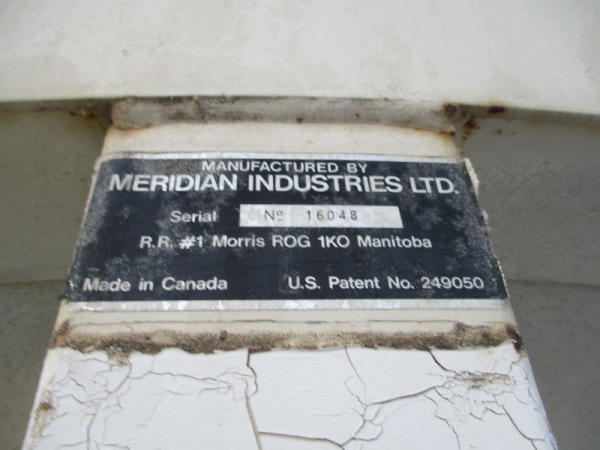 MANUFACTURED BY
MERIDIAN INDUSTRIES LTD.
Serial Nº 16048
R.R. #1 Morris ROG 1KO Manitoba
Made in Canada U.S. Patent No. 249050